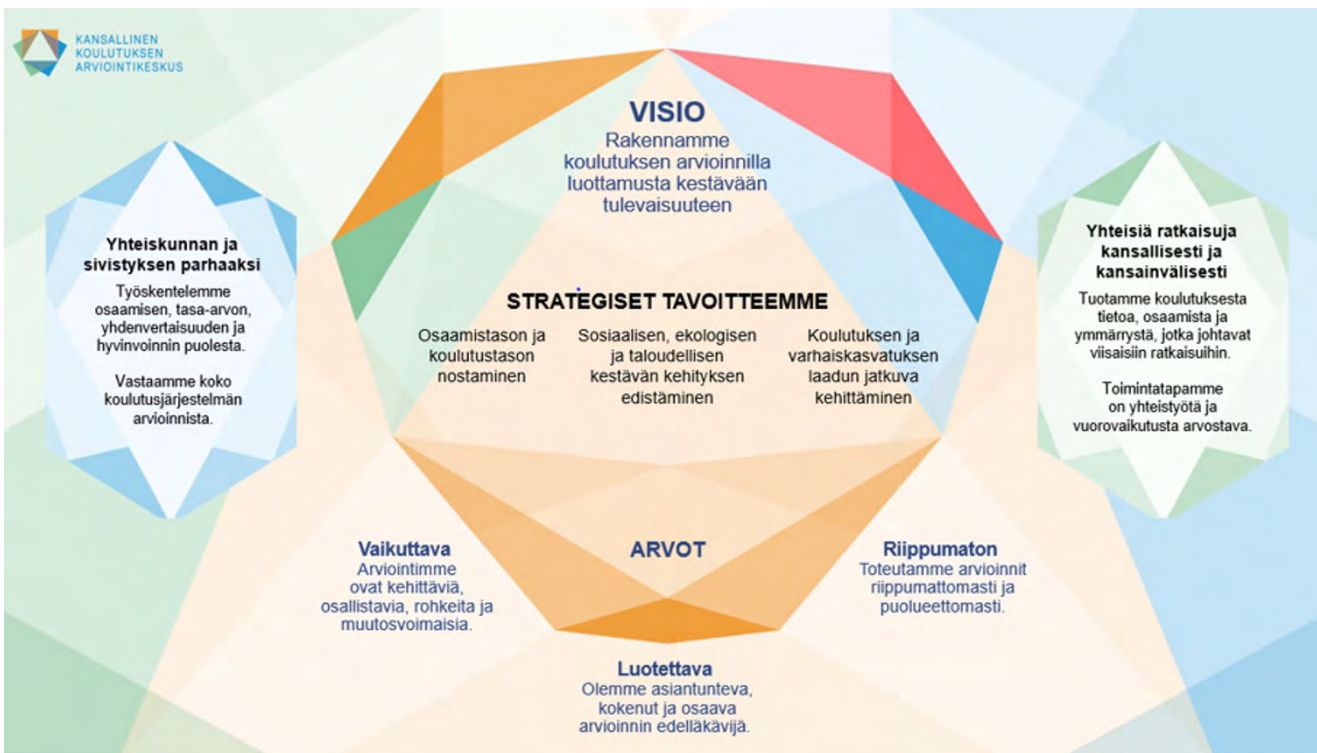 KANSALLINEN
KOULUTUKSEN
ARVIOINTIKESKUS
VISIO
Rakennamme
koulutuksen arvioinnilla
luottamusta kestävään
tulevaisuuteen
Yhteiskunnan ja
sivistyksen parhaaksi
Työskentelemme
osaamisen, tasa-arvon,
yhdenvertaisuuden ja
hyvinvoinnin puolesta.
Vastaamme koko
koulutusjärjestelmän
arvioinnista.
STRATEGISET TAVOITTEEMME
Osaamistason ja
koulutustason
nostaminen
Sosiaalisen, ekologisen
ja taloudellisen
kestävän kehityksen
edistäminen
Koulutuksen ja
varhaiskasvatuksen
laadun jatkuva
kehittäminen
Yhteisiä ratkaisuja
kansallisesti ja
kansainvälisesti
Tuotamme koulutuksesta
tietoa, osaamista ja
ymmärrystä, jotka johtavat
viisaisiin ratkaisuihin.
Toimintatapamme
on yhteistyötä ja
vuorovaikutusta arvostava.
ARVOT
Vaikuttava
Arviointimme
ovat kehittäviä,
osallistavia, rohkeita ja
muutosvoimaisia.
Luotettava
Olemme asiantunteva,
kokenut ja osaava
arvioinnin edelläkävijä.
Riippumaton
Toteutamme arvioinnit
riippumattomasti ja
puolueettomasti.